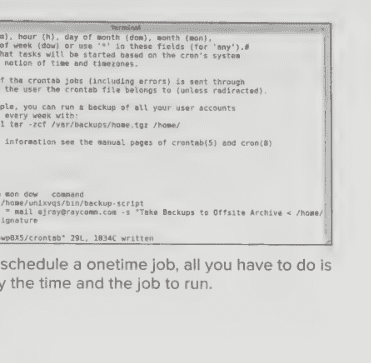 Terminal
m), hour (h), day of month (dom), month (mon),
of week (dow) or use '*' in these fields (for 'any').#
hat tasks will be started based on the cron's system
notion of time and timezones.
f the crontab jobs (including errors) is sent through
the user the crontab file belongs to (unless redirected).
ple, you can run a backup of all your user accounts
every week with:
1 tar -zcf /var/backups/home.tgz /home/
information see the manual pages of crontab(5) and cron(8)
mon dow command
/home/unixvqs/bin/backup-script
* mail ejray@raycomm.com -s "Take Backups to Offsite Archive < /home/
ignature
wpBX5/crontab" 29L, 1034C written
schedule a onetime job, all you have to do is
y the time and the job to run.